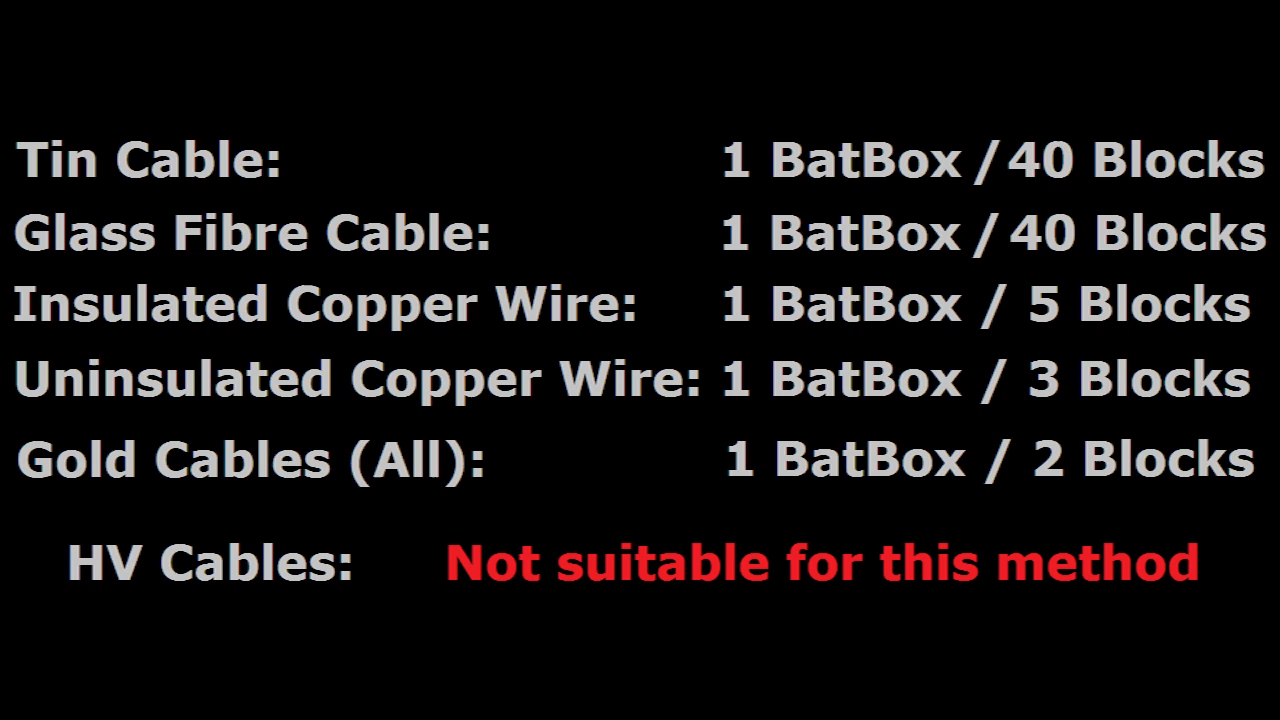 Tin Cable: 1 BatBox / 40 Blocks
Glass Fibre Cable: 1 BatBox / 40 Blocks
Insulated Copper Wire: 1 BatBox / 5 Blocks
Uninsulated Copper Wire: 1 BatBox / 3 Blocks
Gold Cables (All): 1 BatBox / 2 Blocks
HV Cables: Not suitable for this method